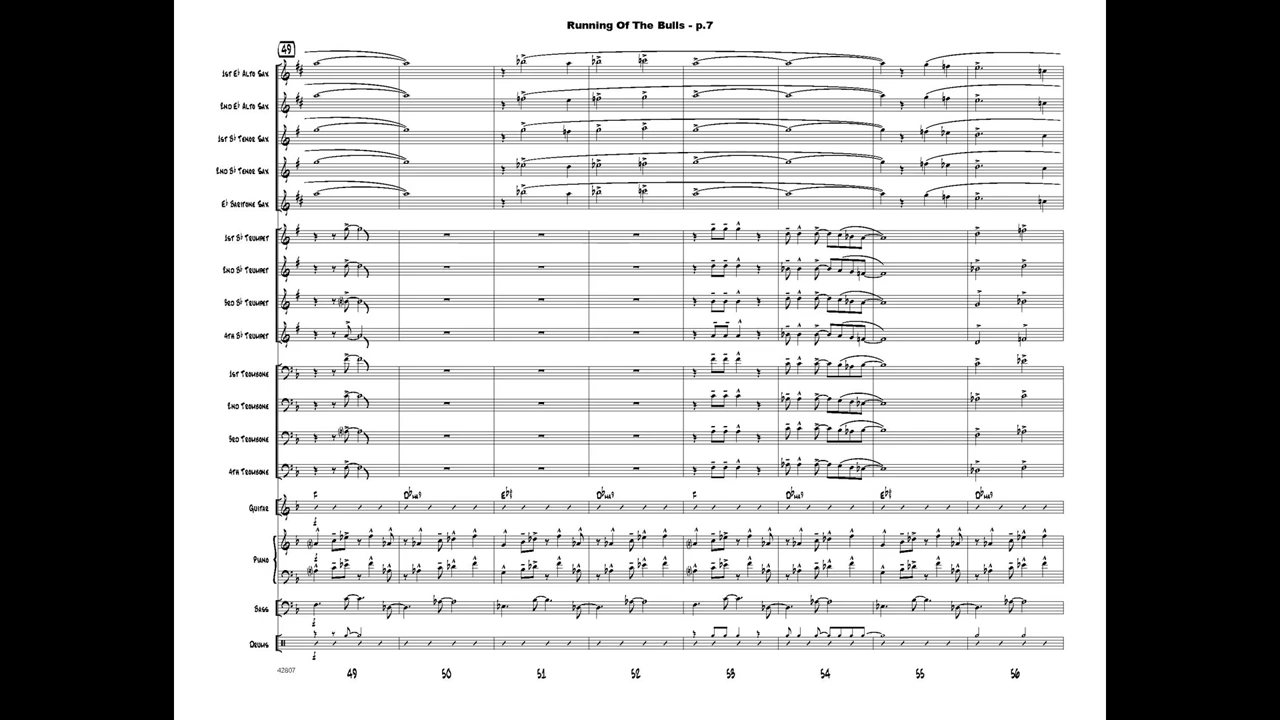 Running Of The Bulls - p.7
49
1ST E♭ ALTO SAX
2ND E♭ ALTO SAX
1ST B♭ TENOR SAX
2ND B♭ TENOR SAX
E♭ BARITONE SAX
1ST B♭ TRUMPET
2ND B♭ TRUMPET
3RD B♭ TRUMPET
4TH B♭ TRUMPET
1ST TROMBONE
2ND TROMBONE
3RD TROMBONE
4TH TROMBONE
GUITAR
PIANO
BASS
DRUMS
42807
49 50 51 52 53 54 55 56